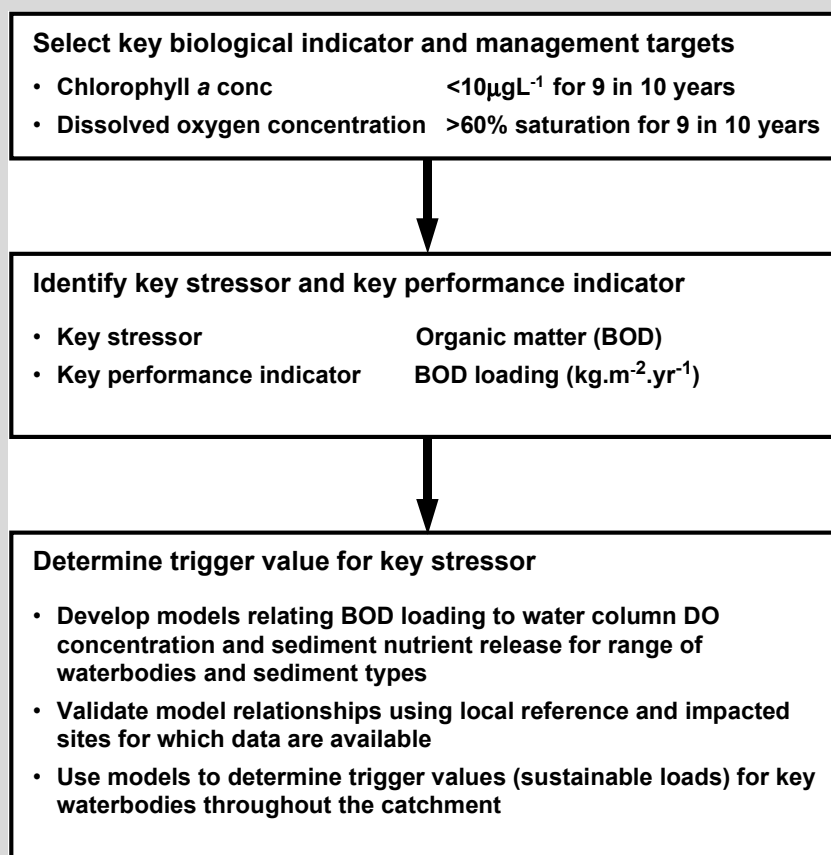 Select key biological indicator and management targets
• Chlorophyll a conc <10µgL⁻¹ for 9 in 10 years
• Dissolved oxygen concentration >60% saturation for 9 in 10 years
Identify key stressor and key performance indicator
• Key stressor Organic matter (BOD)
• Key performance indicator BOD loading (kg.m⁻².yr⁻¹)
Determine trigger value for key stressor
• Develop models relating BOD loading to water column DO
concentration and sediment nutrient release for range of
waterbodies and sediment types
• Validate model relationships using local reference and impacted
sites for which data are available
• Use models to determine trigger values (sustainable loads) for key
waterbodies throughout the catchment